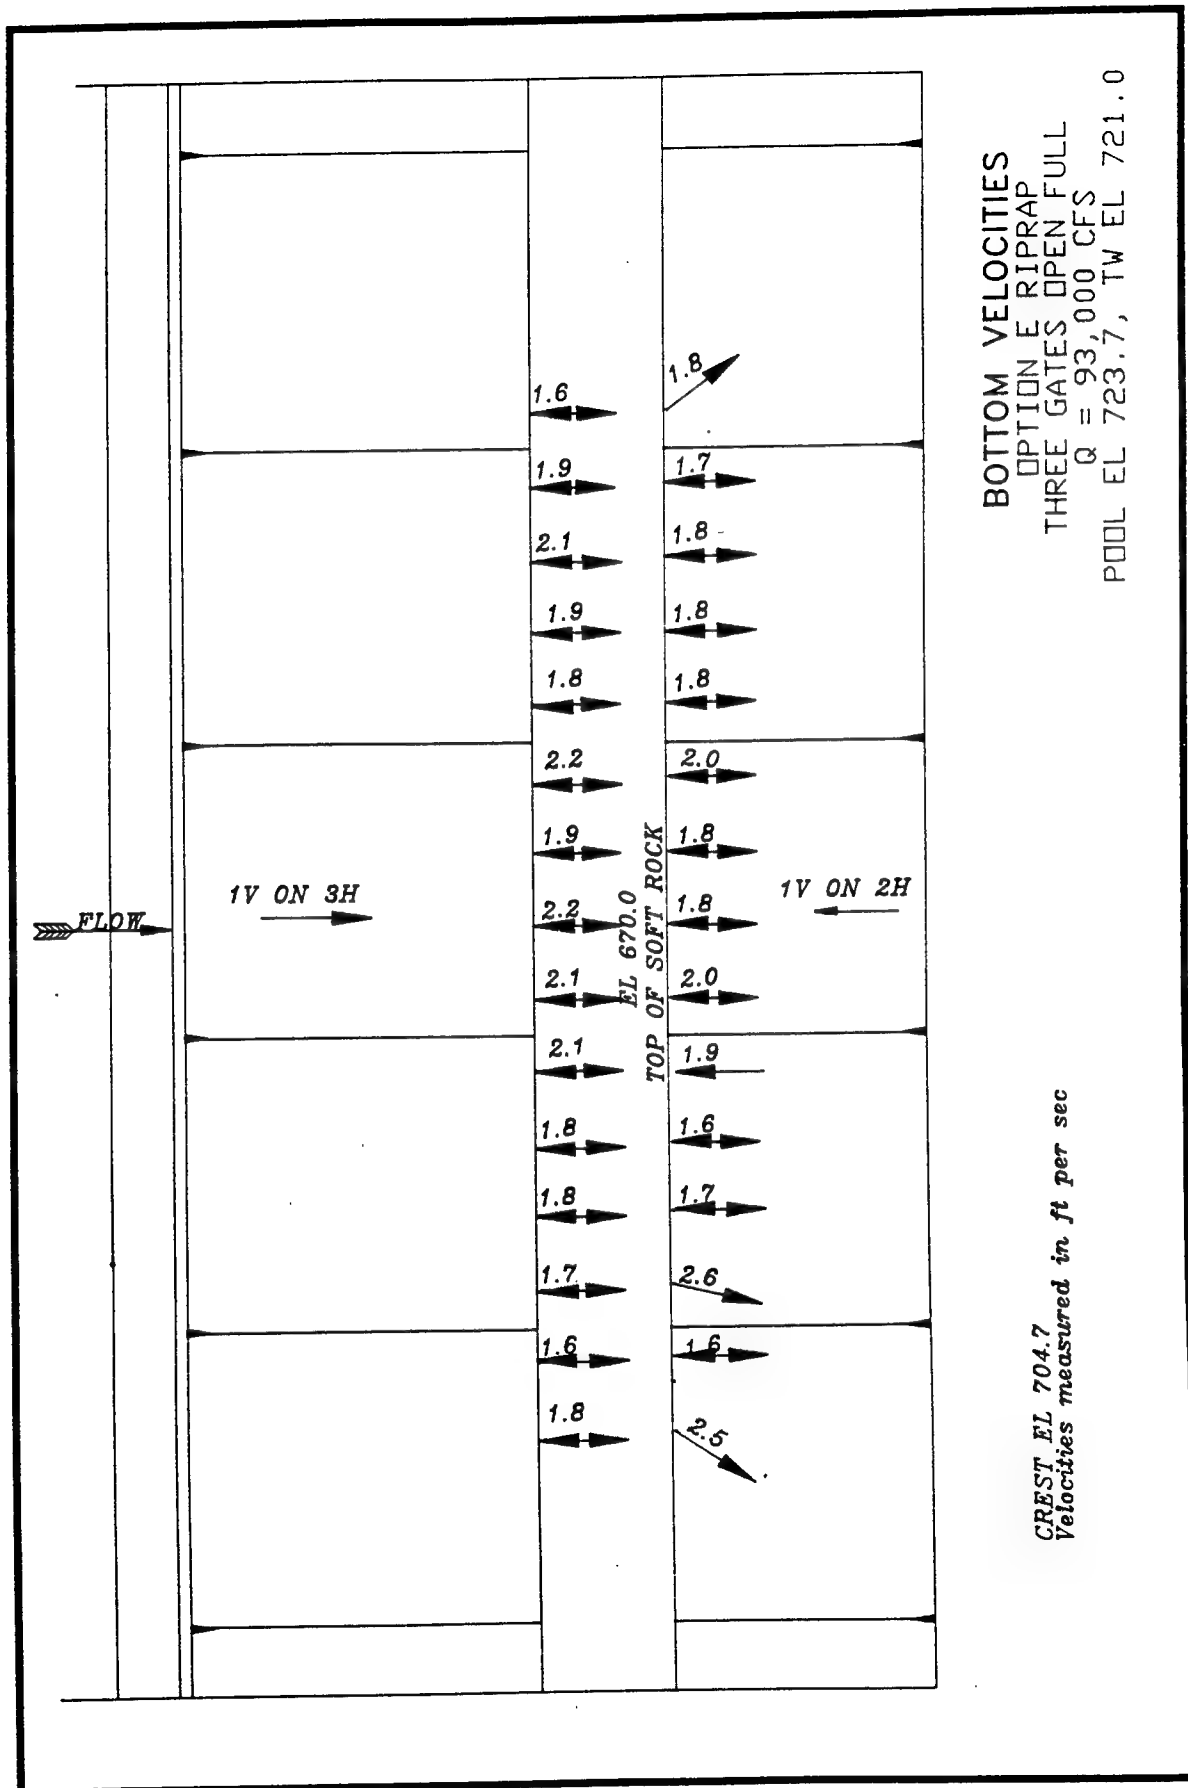 1.6
1.8
1.9
1.7
2.1
1.8
1.9
1.8
1.8
1.8
2.2
2.0
1.9
1.8
1V ON 3H
1V ON 2H
FLOW
2.2
1.8
2.1
2.0
EL 670.0
TOP OF SOFT ROCK
2.1
1.9
1.8
1.6
1.8
1.7
1.7
2.6
1.6
1.6
1.8
2.5
BOTTOM VELOCITIES
OPTION E RIPRAP
THREE GATES OPEN FULL
Q = 93,000 CFS
POOL EL 723.7, TW EL 721.0
CREST EL 704.7
Velocities measured in ft per sec